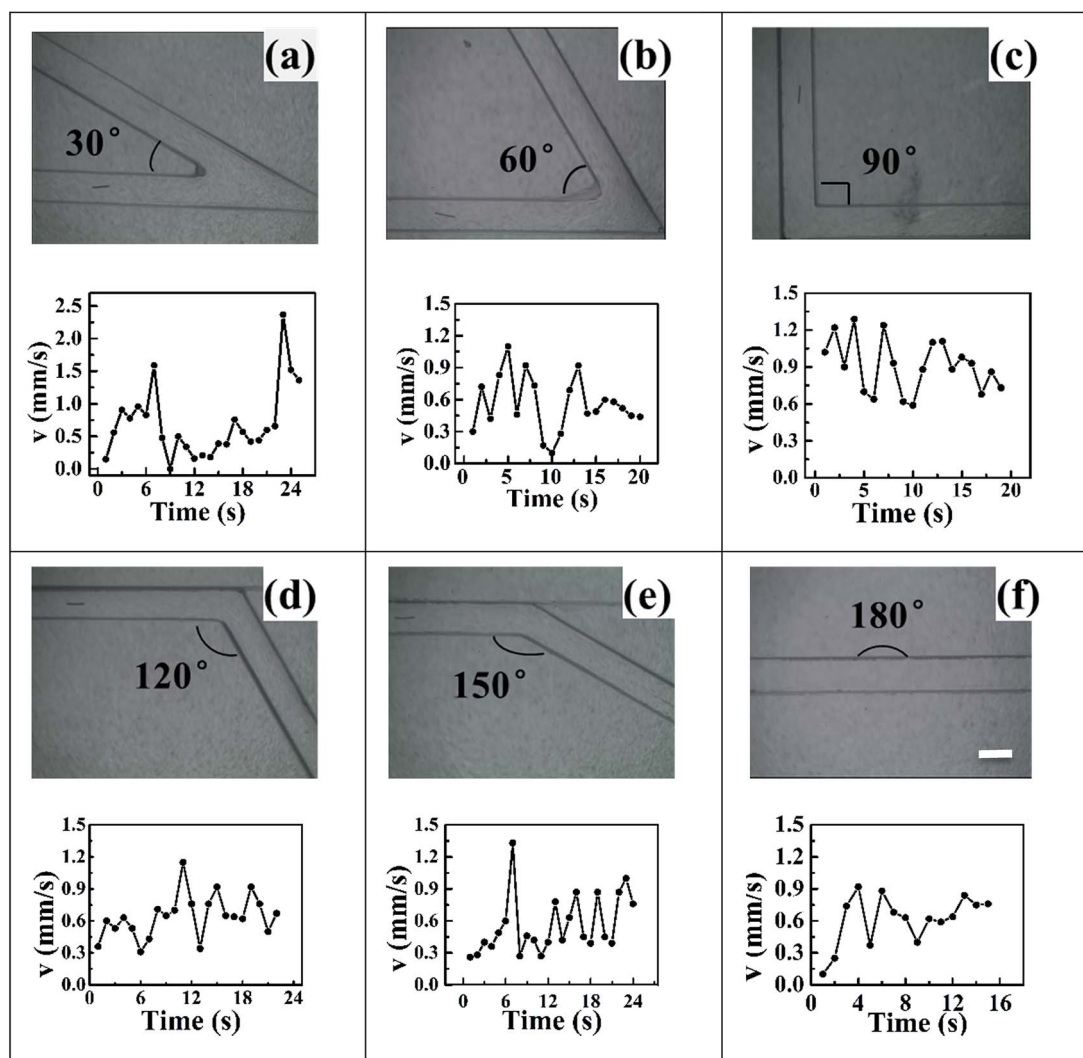 (a)
30°
v (mm/s)
2.5
2.0
1.5
1.0
0.5
0.0
0 6 12 18 24
Time (s)
(b)
60°
v (mm/s)
1.5
1.2
0.9
0.6
0.3
0.0
0 5 10 15 20
Time (s)
(c)
90°
v (mm/s)
1.5
1.2
0.9
0.6
0.3
0.0
0 5 10 15 20
Time (s)
(d)
120°
v (mm/s)
1.5
1.2
0.9
0.6
0.3
0.0
0 6 12 18 24
Time (s)
(e)
150°
v (mm/s)
1.5
1.2
0.9
0.6
0.3
0.0
0 6 12 18 24
Time (s)
(f)
180°
v (mm/s)
1.5
1.2
0.9
0.6
0.3
0.0
0 4 8 12 16
Time (s)